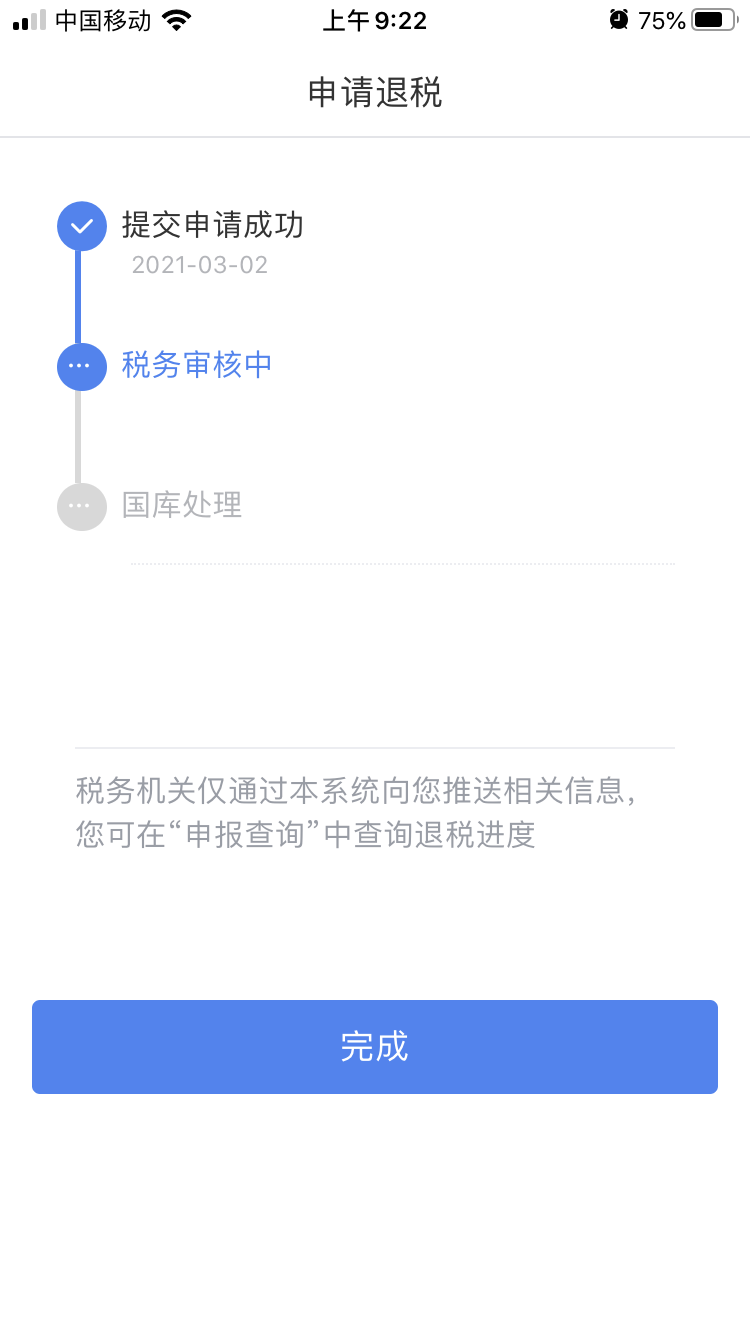 中国移动 上午 9:22 75%
申请退税
提交申请成功
2021-03-02
税务审核中
国库处理
税务机关仅通过本系统向您推送相关信息,
您可在“申报查询”中查询退税进度
完成